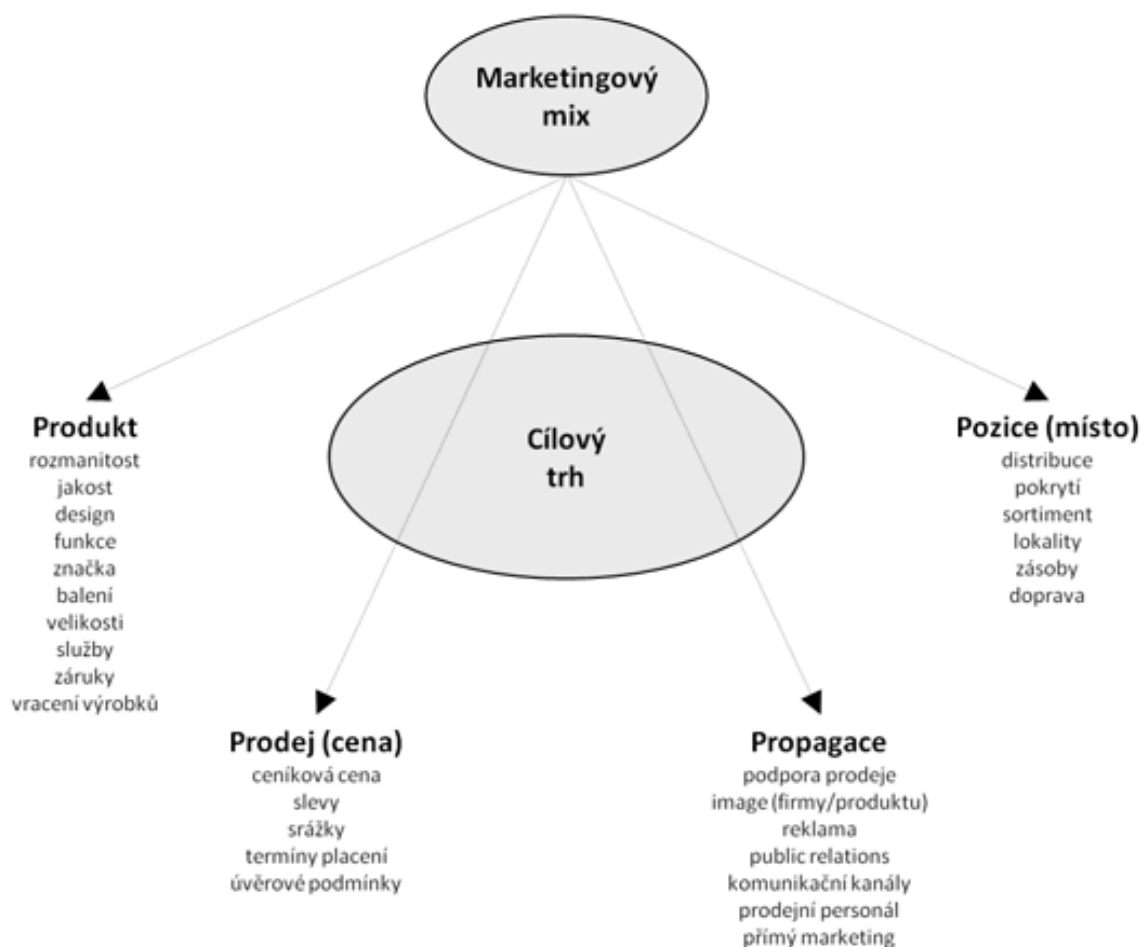 Marketingový
mix
Cílový
trh
Produkt
rozmanitost
jakost
design
funkce
značka
balení
velikosti
služby
záruky
vracení výrobků
Prodej (cena)
ceníková cena
slevy
srážky
termíny placení
úvěrové podmínky
Propagace
podpora prodeje
image (firmy/produktu)
reklama
public relations
komunikační kanály
prodejní personál
přímý marketing
Pozice (místo)
distribuce
pokrytí
sortiment
lokality
zásoby
doprava